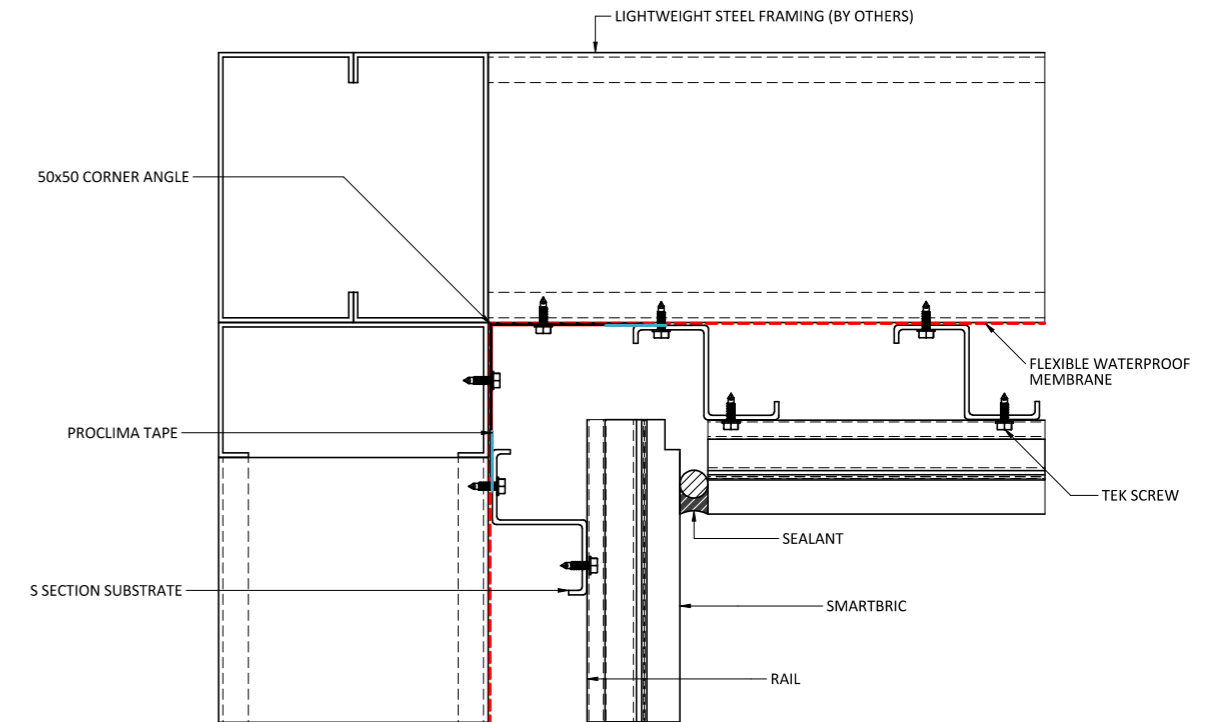 LIGHTWEIGHT STEEL FRAMING (BY OTHERS)
50x50 CORNER ANGLE
FLEXIBLE WATERPROOF
MEMBRANE
PROCLIMA TAPE
TEK SCREW
SEALANT
S SECTION SUBSTRATE
SMARTBRIC
RAIL